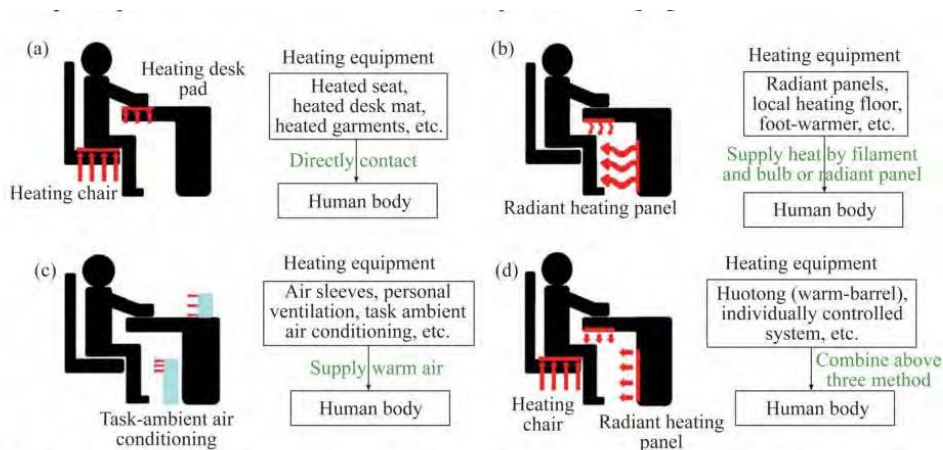 (a)
Heating desk
pad
Heating chair
Heating equipment
Heated seat,
heated desk mat,
heated garments, etc.
Directly contact
Human body
(b)
Radiant heating panel
Heating equipment
Radiant panels,
local heating floor,
foot-warmer, etc.
Supply heat by filament
and bulb or radiant panel
Human body
(c)
Task-ambient air
conditioning
Heating equipment
Air sleeves, personal
ventilation, task ambient
air conditioning, etc.
Supply warm air
Human body
(d)
Heating
chair
Radiant heating
panel
Heating equipment
Huotong (warm-barrel),
individually controlled
system, etc.
Combine above
three method
Human body